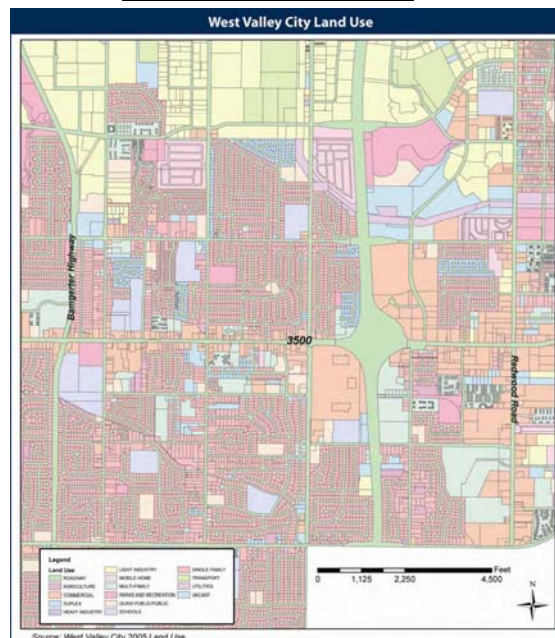 West Valley City Land Use
Bangerter Highway
3500
Redwood Road
Legend
Land Use
ROADWAY
AGRICULTURE
COMMERCIAL
DUPLEX
HEAVY INDUSTRY
LIGHT INDUSTRY
MOBILE HOME
MULTI-FAMILY
PARKS AND RECREATION
QUASI PUBLIC/PUBLIC
SCHOOLS
SINGLE FAMILY
TRANSPORT
UTILITIES
VACANT
Feet
0 1,125 2,250 4,500
N
Source: West Valley City 2005 Land Use